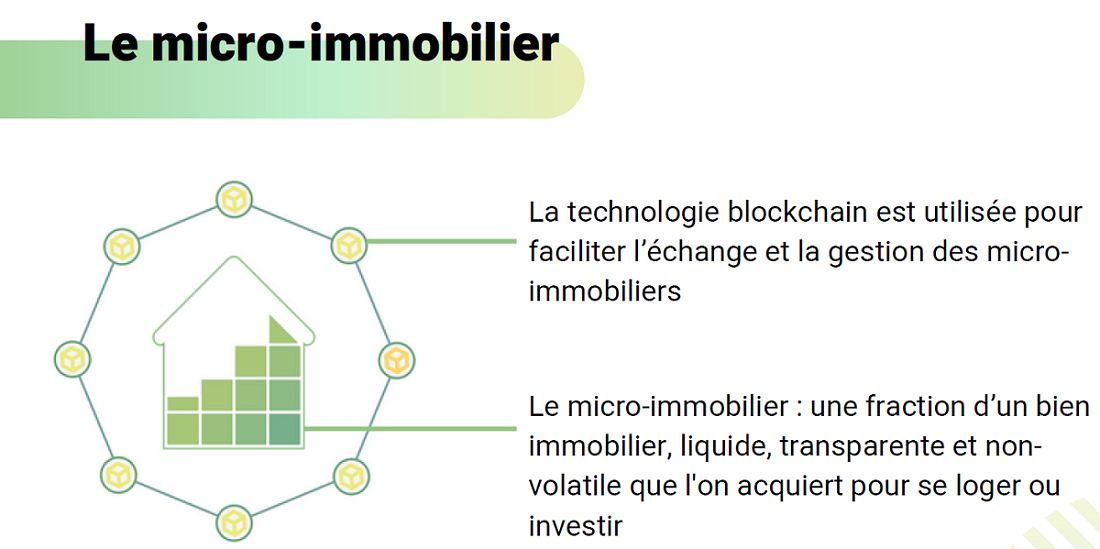 Le micro-immobilier
La technologie blockchain est utilisée pour
faciliter l’échange et la gestion des micro-
immobiliers
Le micro-immobilier : une fraction d’un bien
immobilier, liquide, transparente et non-
volatile que l'on acquiert pour se loger ou
investir